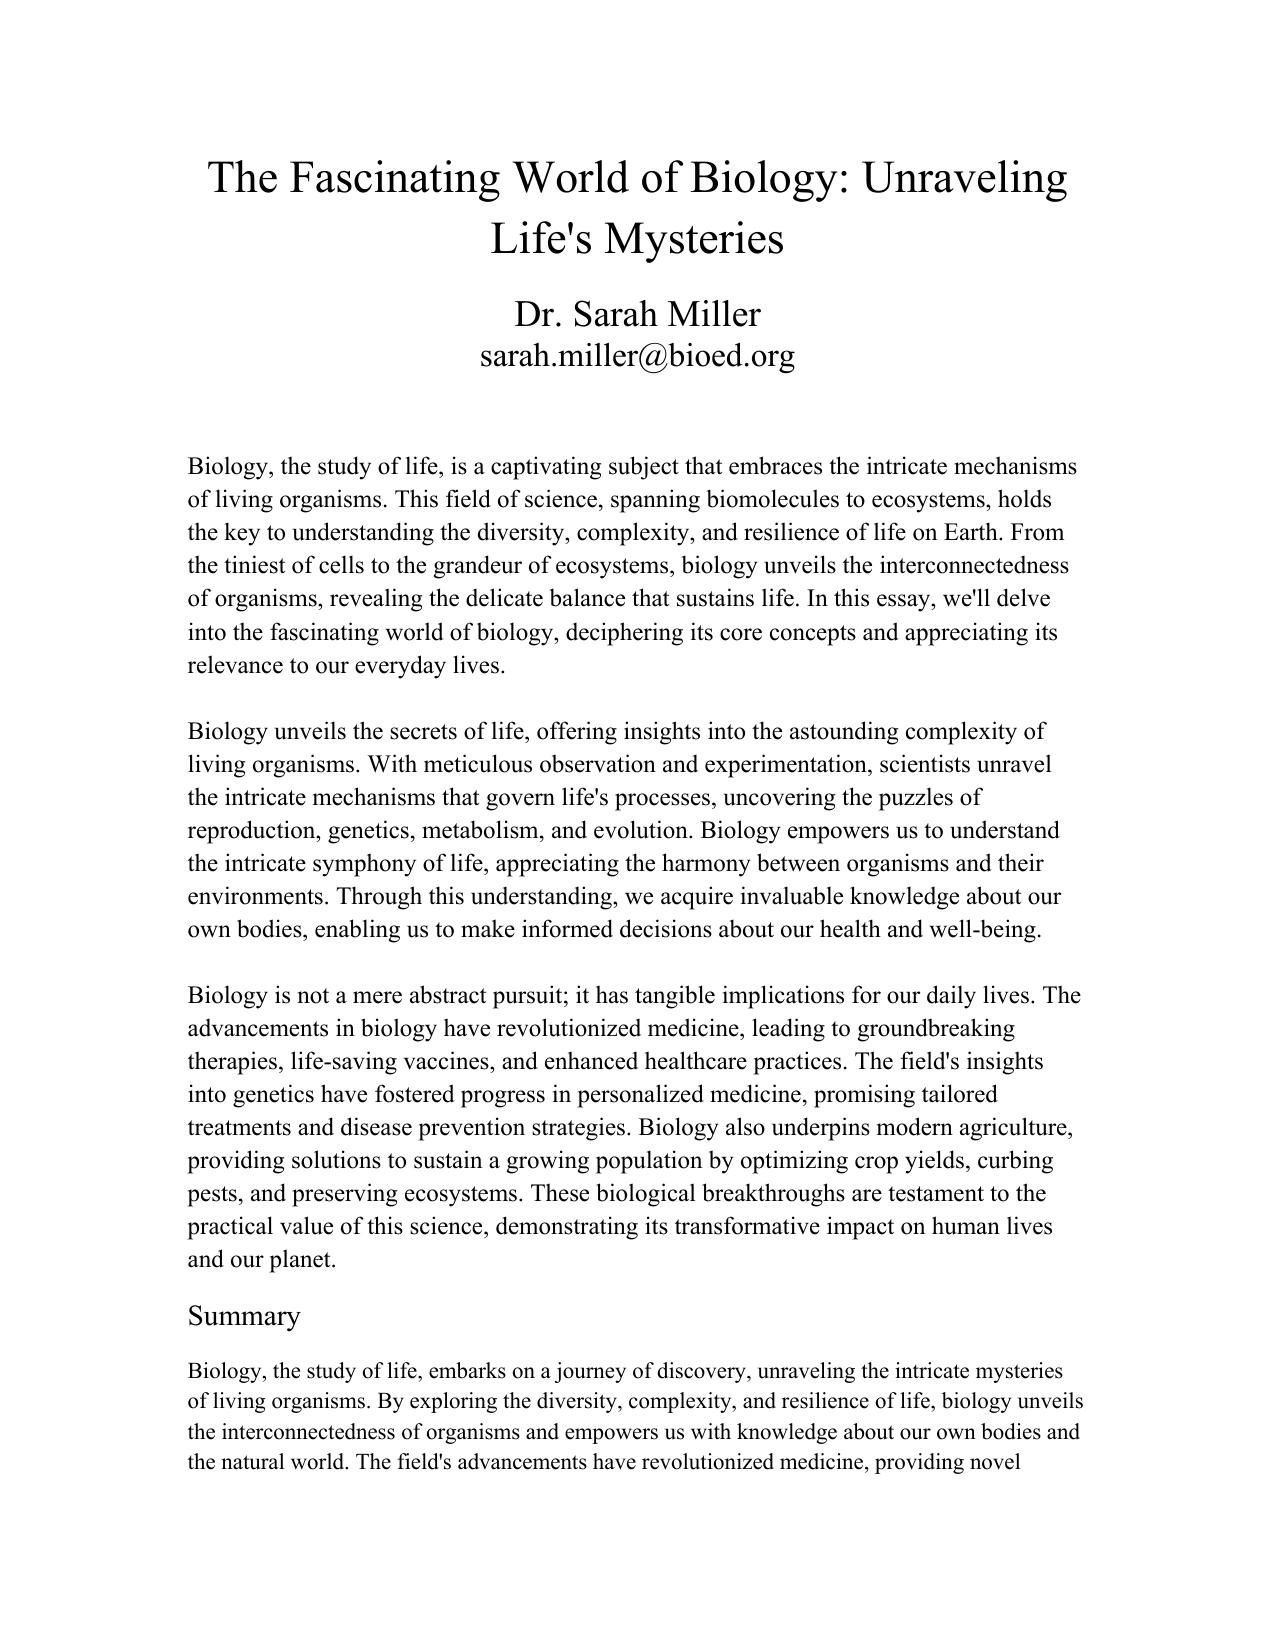 The Fascinating World of Biology: Unraveling
Life's Mysteries
Dr. Sarah Miller
sarah.miller@bioed.org
Biology, the study of life, is a captivating subject that embraces the intricate mechanisms
of living organisms. This field of science, spanning biomolecules to ecosystems, holds
the key to understanding the diversity, complexity, and resilience of life on Earth. From
the tiniest of cells to the grandeur of ecosystems, biology unveils the interconnectedness
of organisms, revealing the delicate balance that sustains life. In this essay, we'll delve
into the fascinating world of biology, deciphering its core concepts and appreciating its
relevance to our everyday lives.
Biology unveils the secrets of life, offering insights into the astounding complexity of
living organisms. With meticulous observation and experimentation, scientists unravel
the intricate mechanisms that govern life's processes, uncovering the puzzles of
reproduction, genetics, metabolism, and evolution. Biology empowers us to understand
the intricate symphony of life, appreciating the harmony between organisms and their
environments. Through this understanding, we acquire invaluable knowledge about our
own bodies, enabling us to make informed decisions about our health and well-being.
Biology is not a mere abstract pursuit; it has tangible implications for our daily lives. The
advancements in biology have revolutionized medicine, leading to groundbreaking
therapies, life-saving vaccines, and enhanced healthcare practices. The field's insights
into genetics have fostered progress in personalized medicine, promising tailored
treatments and disease prevention strategies. Biology also underpins modern agriculture,
providing solutions to sustain a growing population by optimizing crop yields, curbing
pests, and preserving ecosystems. These biological breakthroughs are testament to the
practical value of this science, demonstrating its transformative impact on human lives
and our planet.
Summary
Biology, the study of life, embarks on a journey of discovery, unraveling the intricate mysteries
of living organisms. By exploring the diversity, complexity, and resilience of life, biology unveils
the interconnectedness of organisms and empowers us with knowledge about our own bodies and
the natural world. The field's advancements have revolutionized medicine, providing novel